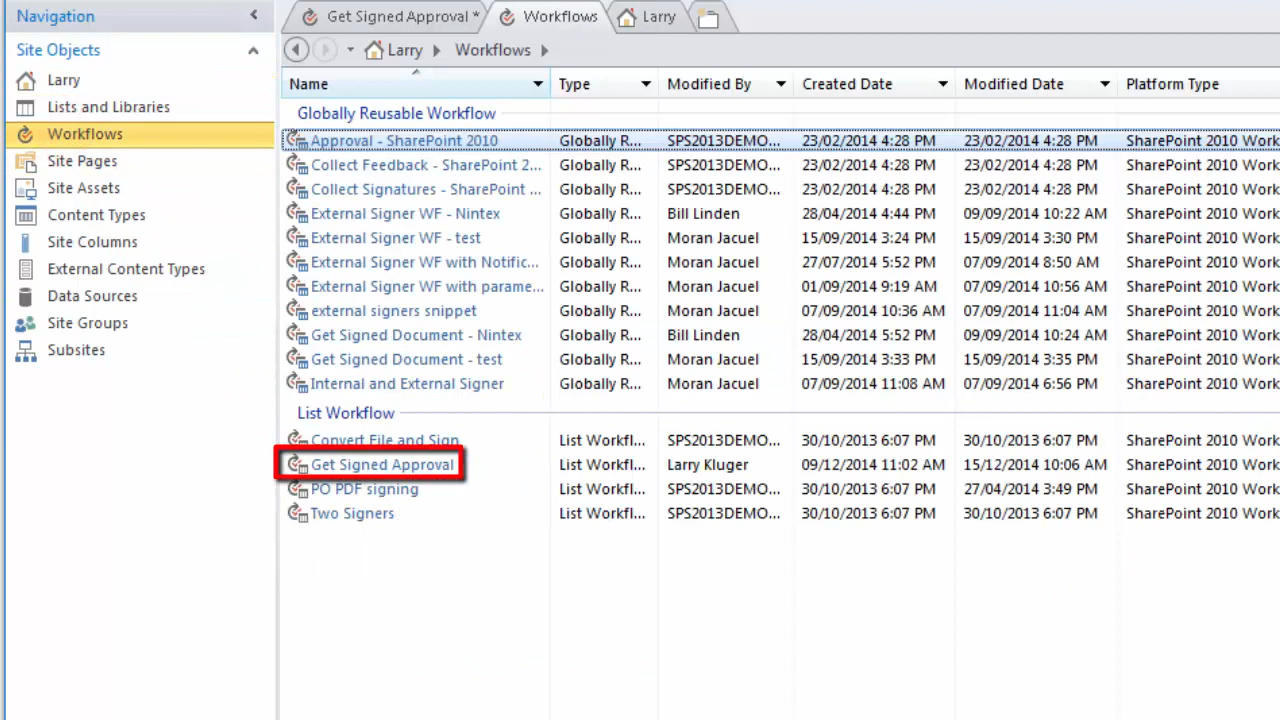 Navigation
Site Objects
Larry
Lists and Libraries
Workflows
Site Pages
Site Assets
Content Types
Site Columns
External Content Types
Data Sources
Site Groups
Subsites
Get Signed Approval * Workflows Larry
Larry Workflows
Name Type Modified By Created Date Modified Date Platform Type
Globally Reusable Workflow
Approval - SharePoint 2010 Globally R... SPS2013DEMO... 23/02/2014 4:28 PM 23/02/2014 4:28 PM SharePoint 2010 Work
Collect Feedback - SharePoint 2... Globally R... SPS2013DEMO... 23/02/2014 4:28 PM 23/02/2014 4:28 PM SharePoint 2010 Work
Collect Signatures - SharePoint ... Globally R... SPS2013DEMO... 23/02/2014 4:28 PM 23/02/2014 4:28 PM SharePoint 2010 Work
External Signer WF - Nintex Globally R... Bill Linden 28/04/2014 4:44 PM 09/09/2014 10:22 AM SharePoint 2010 Work
External Signer WF - test Globally R... Moran Jacuel 15/09/2014 3:24 PM 15/09/2014 3:30 PM SharePoint 2010 Work
External Signer WF with Notific... Globally R... Moran Jacuel 27/07/2014 5:52 PM 07/09/2014 8:50 AM SharePoint 2010 Work
External Signer WF with parame... Globally R... Moran Jacuel 01/09/2014 9:19 AM 07/09/2014 10:56 AM SharePoint 2010 Work
external signers snippet Globally R... Moran Jacuel 07/09/2014 10:36 AM 07/09/2014 11:04 AM SharePoint 2010 Work
Get Signed Document - Nintex Globally R... Bill Linden 28/04/2014 5:52 PM 09/09/2014 10:24 AM SharePoint 2010 Work
Get Signed Document - test Globally R... Moran Jacuel 15/09/2014 3:33 PM 15/09/2014 3:35 PM SharePoint 2010 Work
Internal and External Signer Globally R... Moran Jacuel 07/09/2014 11:08 AM 07/09/2014 6:56 PM SharePoint 2010 Work
List Workflow
Convert File and Sign List Workfl... SPS2013DEMO... 30/10/2013 6:07 PM 30/10/2013 6:07 PM SharePoint 2010 Work
Get Signed Approval List Workfl... Larry Kluger 09/12/2014 11:02 AM 15/12/2014 10:06 AM SharePoint 2010 Work
PO PDF signing List Workfl... SPS2013DEMO... 30/10/2013 6:07 PM 27/04/2014 3:49 PM SharePoint 2010 Work
Two Signers List Workfl... SPS2013DEMO... 30/10/2013 6:07 PM 30/10/2013 6:07 PM SharePoint 2010 Work